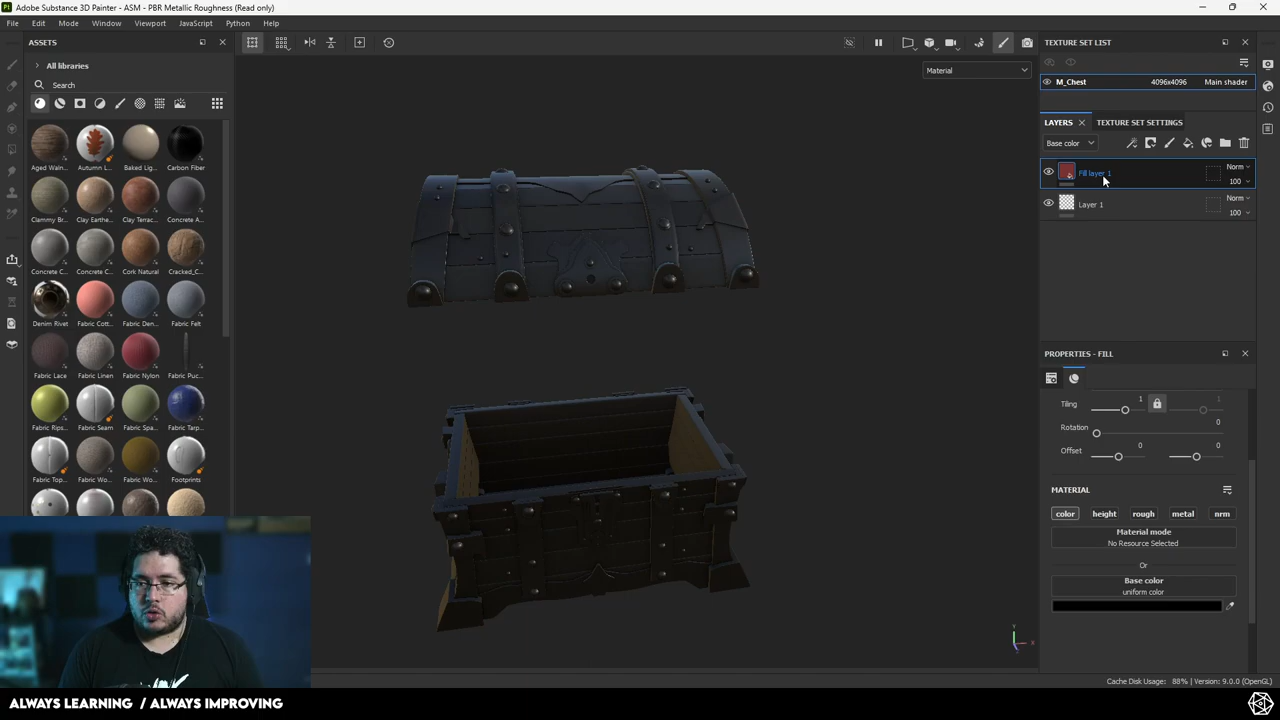 Pt Adobe Substance 3D Painter - ASM - PBR Metallic Roughness (Read only)
File Edit Mode Window Viewport JavaScript Python Help
ASSETS
All libraries
Search
Aged Waln... Autumn L... Baked Lig... Carbon Fiber
Clammy Br... Clay Earthe... Clay Terrac... Concrete A...
Concrete C... Concrete C... Cork Natural Cracked_C...
Denim Rivet Fabric Cott... Fabric Den... Fabric Felt
Fabric Lace Fabric Linen Fabric Nylon Fabric Puc...
Fabric Rips... Fabric Seam Fabric Spa... Fabric Tarp...
Fabric Top... Fabric Wo... Fabric Wo... Footprints
Material
Y
X
TEXTURE SET LIST
M_Chest 4096x4096 Main shader
LAYERS TEXTURE SET SETTINGS
Base color
Fill layer 1 Norm
100
Layer 1 Norm
100
PROPERTIES - FILL
Tiling 1 1
Rotation 0
Offset 0 0
MATERIAL
color height rough metal nrm
Material mode
No Resource Selected
Or
Base color
uniform color
Cache Disk Usage: 88% | Version: 9.0.0 (OpenGL)
ALWAYS LEARNING / ALWAYS IMPROVING